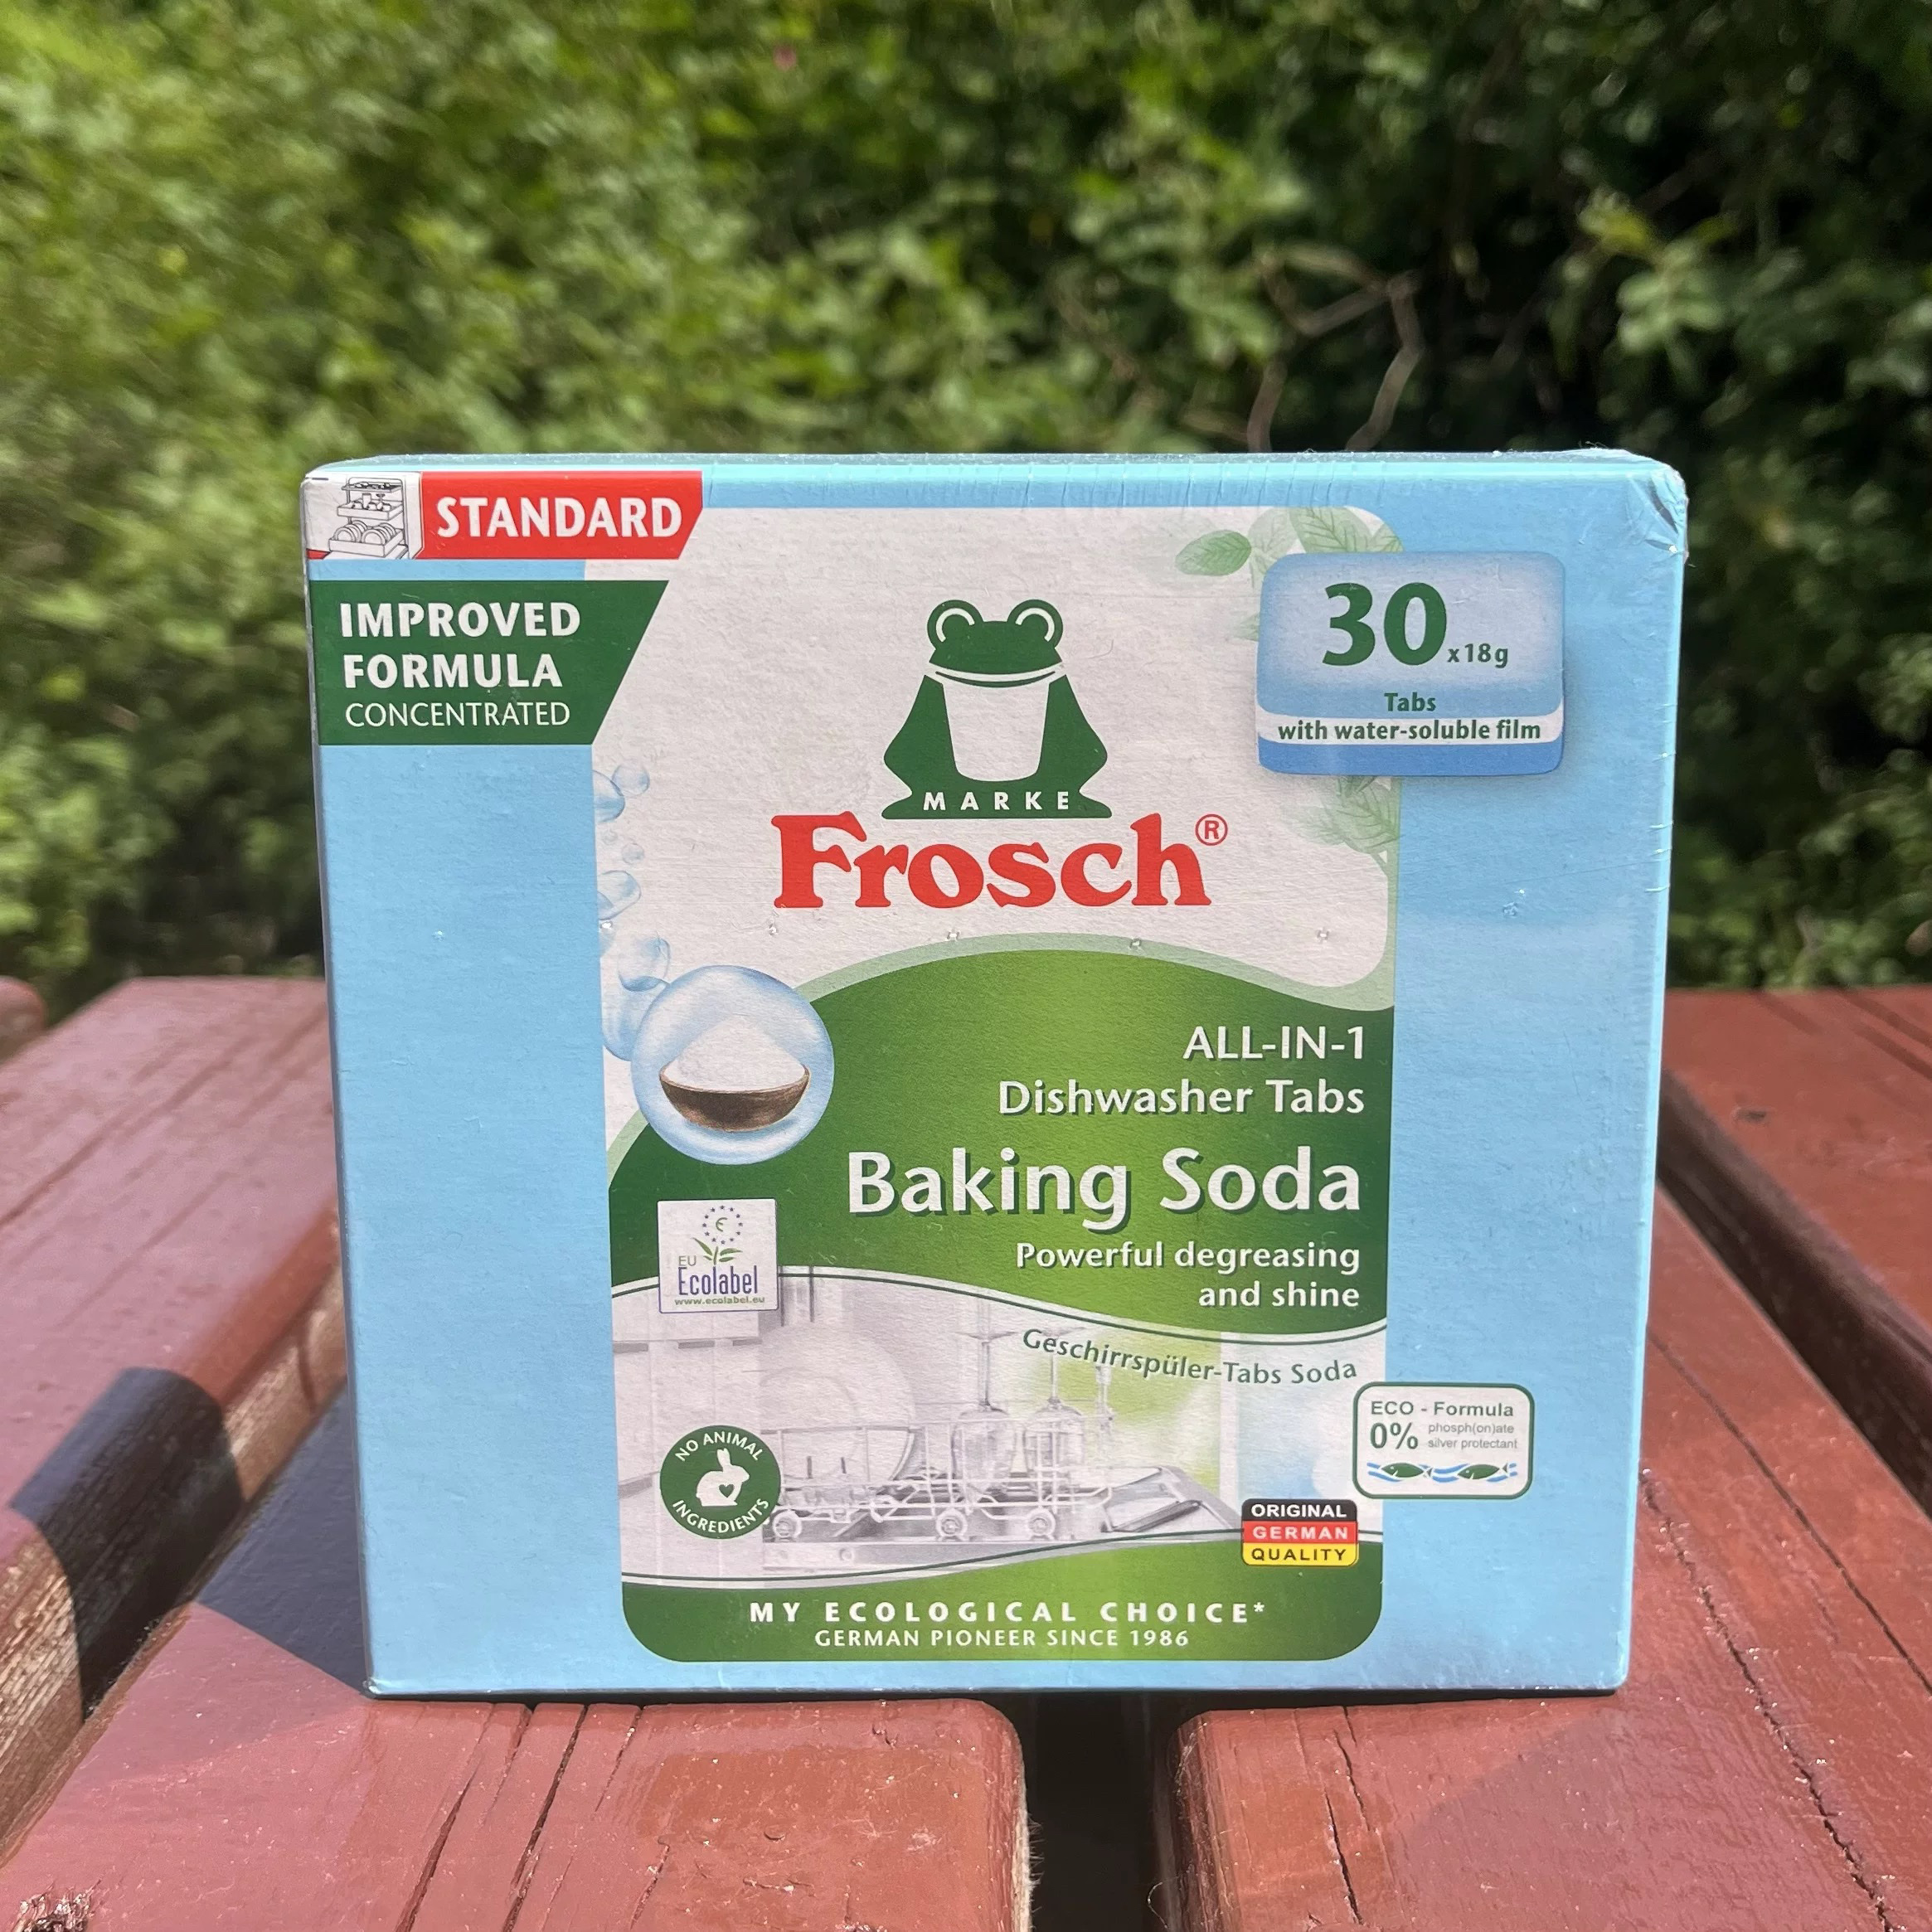 STANDARD
IMPROVED
FORMULA
CONCENTRATED
30 x18g
Tabs
with water-soluble film
MARKE
Frosch®
ALL-IN-1
Dishwasher Tabs
Baking Soda
Powerful degreasing
and shine
Geschirrspüler-Tabs Soda
EU
Ecolabel
www.ecolabel.eu
NO ANIMAL
INGREDIENTS
ECO - Formula
0% phosph(on)ate
silver protectant
ORIGINAL
GERMAN
QUALITY
MY ECOLOGICAL CHOICE*
GERMAN PIONEER SINCE 1986